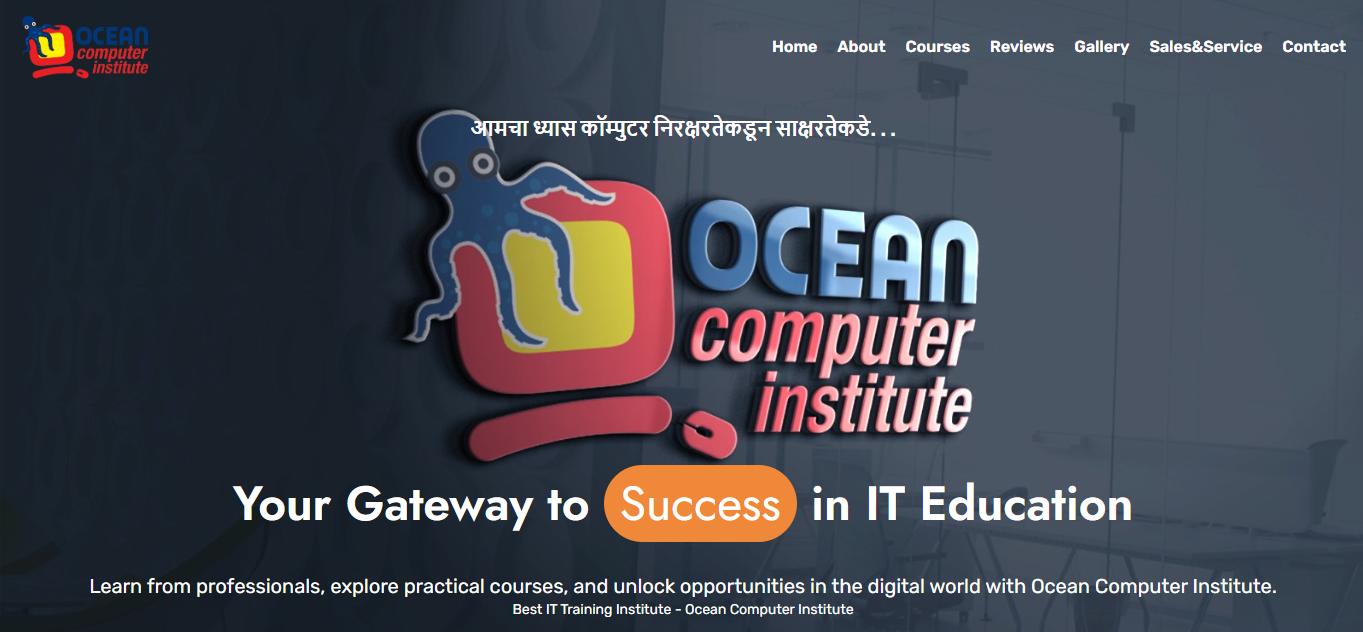 OCEAN
computer
institute
Home About Courses Reviews Gallery Sales&Service Contact
आमचा ध्यास कॉम्पुटर निरक्षरतेकडून साक्षरतेकडे...
OCEAN
computer
institute
Your Gateway to Success in IT Education
Learn from professionals, explore practical courses, and unlock opportunities in the digital world with Ocean Computer Institute.
Best IT Training Institute - Ocean Computer Institute